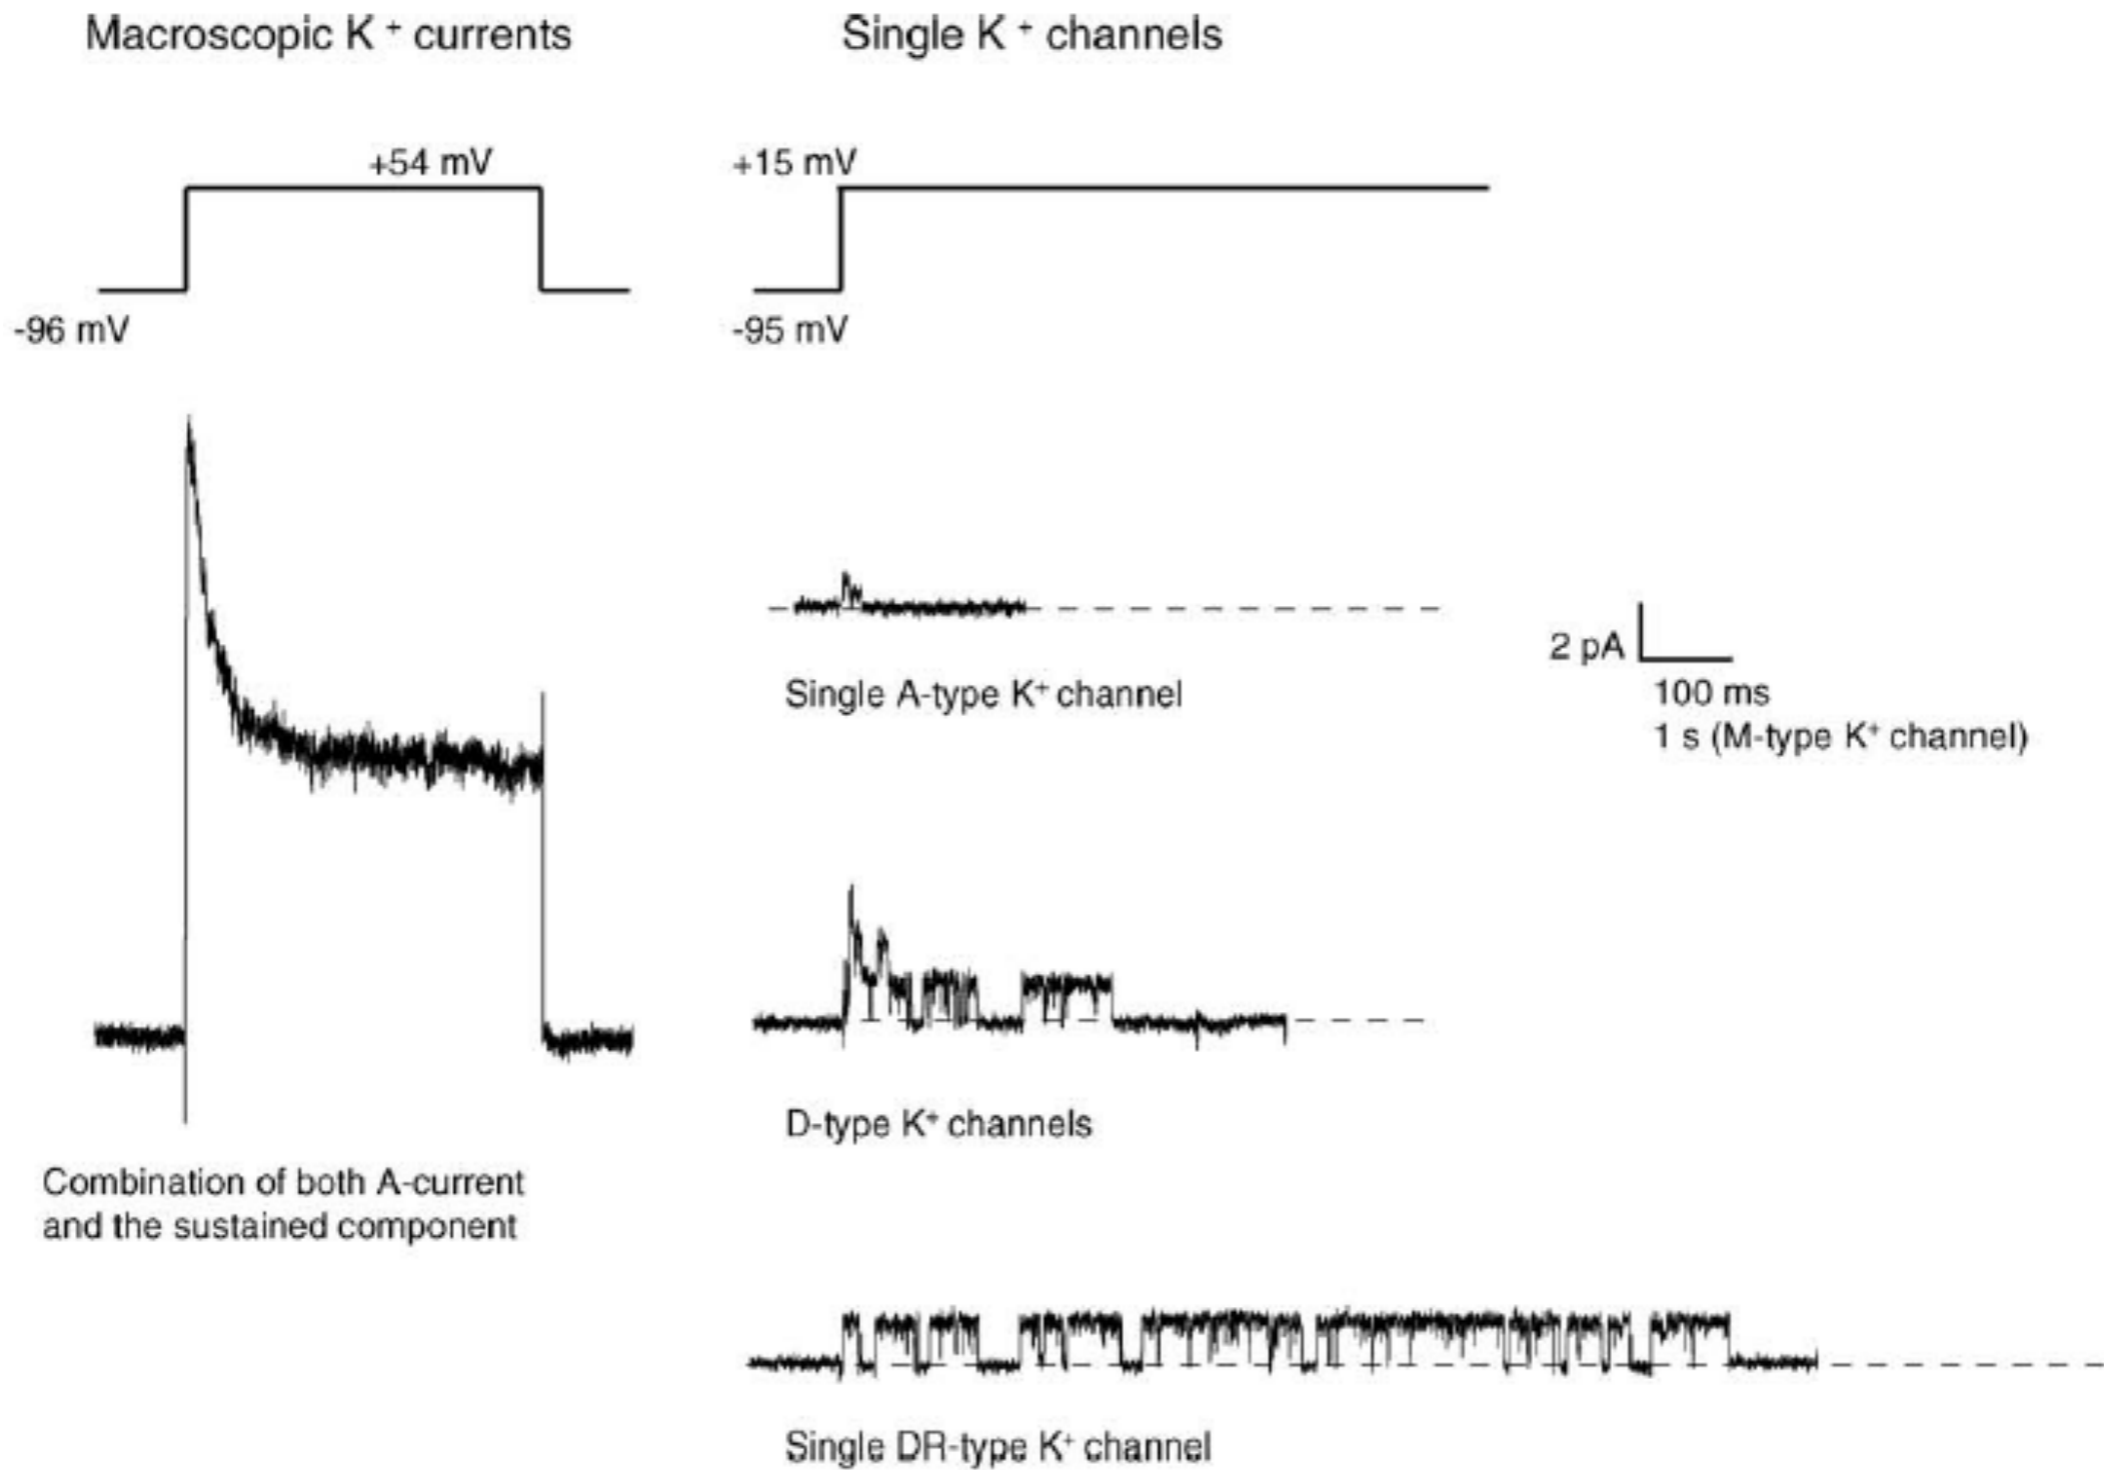 Macroscopic K⁺ currents
Single K⁺ channels
+54 mV
-96 mV
+15 mV
-95 mV
Single A-type K⁺ channel
2 pA
100 ms
1 s (M-type K⁺ channel)
D-type K⁺ channels
Combination of both A-current
and the sustained component
Single DR-type K⁺ channel